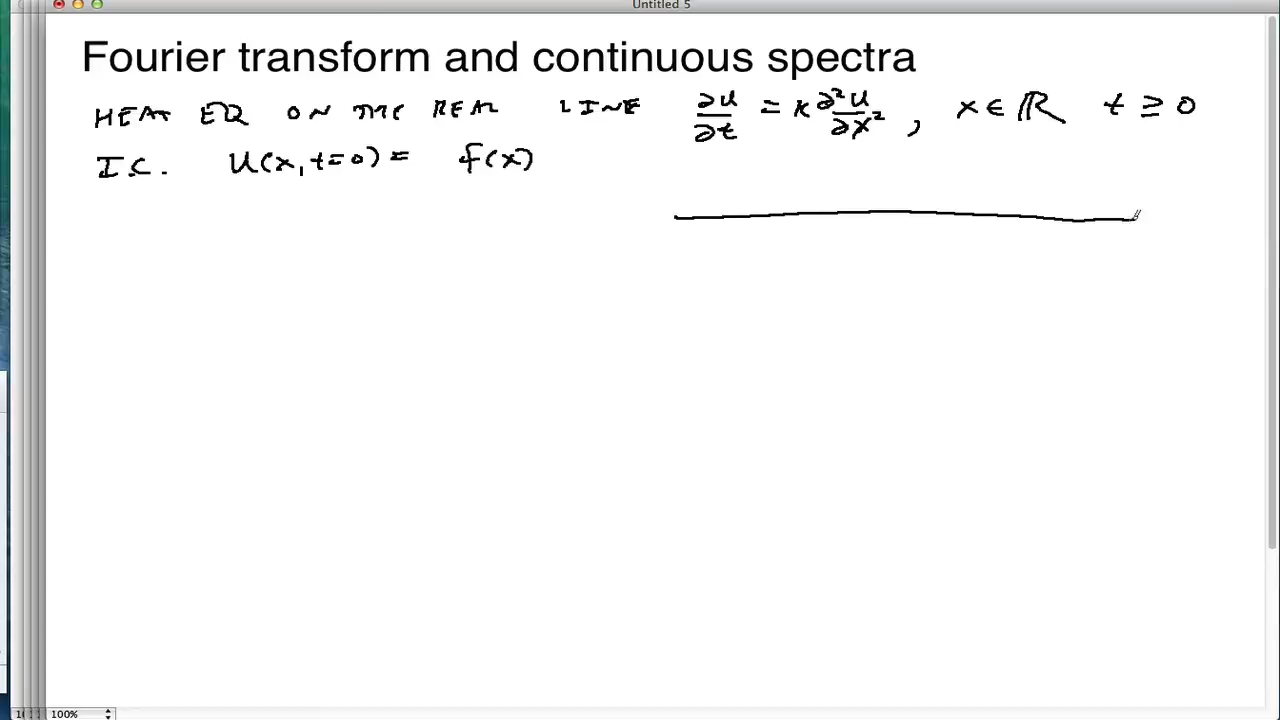 Untitled 5
Fourier transform and continuous spectra
HEAT EQ ON THE REAL LINE ∂u/∂t = k ∂²u/∂x², x ∈ ℝ t ≥ 0
I.C. u(x, t=0) = f(x)
100%